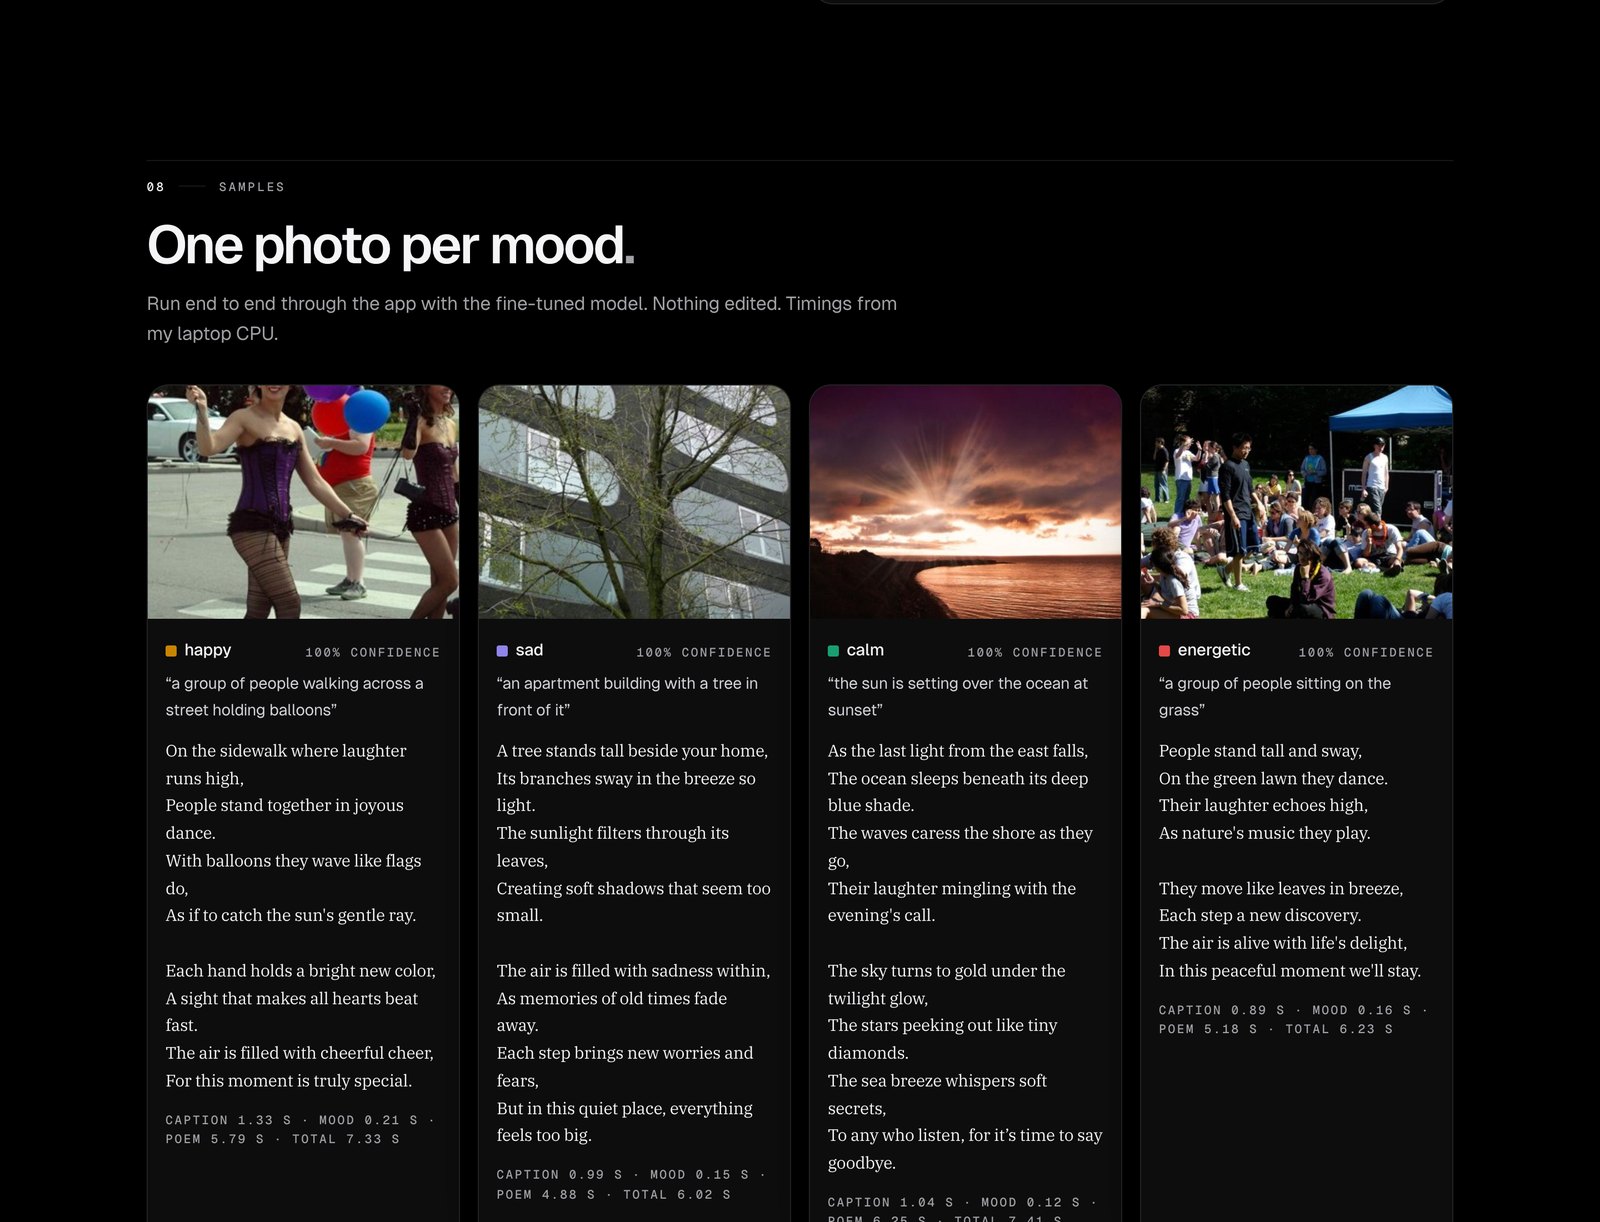 08 SAMPLES
One photo per mood.
Run end to end through the app with the fine-tuned model. Nothing edited. Timings from
my laptop CPU.
happy 100% CONFIDENCE
“a group of people walking across a
street holding balloons”
On the sidewalk where laughter
runs high,
People stand together in joyous
dance.
With balloons they wave like flags
do,
As if to catch the sun's gentle ray.
Each hand holds a bright new color,
A sight that makes all hearts beat
fast.
The air is filled with cheerful cheer,
For this moment is truly special.
CAPTION 1.33 S · MOOD 0.21 S ·
POEM 5.79 S · TOTAL 7.33 S
sad 100% CONFIDENCE
“an apartment building with a tree in
front of it”
A tree stands tall beside your home,
Its branches sway in the breeze so
light.
The sunlight filters through its
leaves,
Creating soft shadows that seem too
small.
The air is filled with sadness within,
As memories of old times fade
away.
Each step brings new worries and
fears,
But in this quiet place, everything
feels too big.
CAPTION 0.99 S · MOOD 0.15 S ·
POEM 4.88 S · TOTAL 6.02 S
calm 100% CONFIDENCE
“the sun is setting over the ocean at
sunset”
As the last light from the east falls,
The ocean sleeps beneath its deep
blue shade.
The waves caress the shore as they
go,
Their laughter mingling with the
evening's call.
The sky turns to gold under the
twilight glow,
The stars peeking out like tiny
diamonds.
The sea breeze whispers soft
secrets,
To any who listen, for it’s time to say
goodbye.
CAPTION 1.04 S · MOOD 0.12 S ·
POEM 6.25 S · TOTAL 7.41 S
energetic 100% CONFIDENCE
“a group of people sitting on the
grass”
People stand tall and sway,
On the green lawn they dance.
Their laughter echoes high,
As nature's music they play.
They move like leaves in breeze,
Each step a new discovery.
The air is alive with life's delight,
In this peaceful moment we'll stay.
CAPTION 0.89 S · MOOD 0.16 S ·
POEM 5.18 S · TOTAL 6.23 S